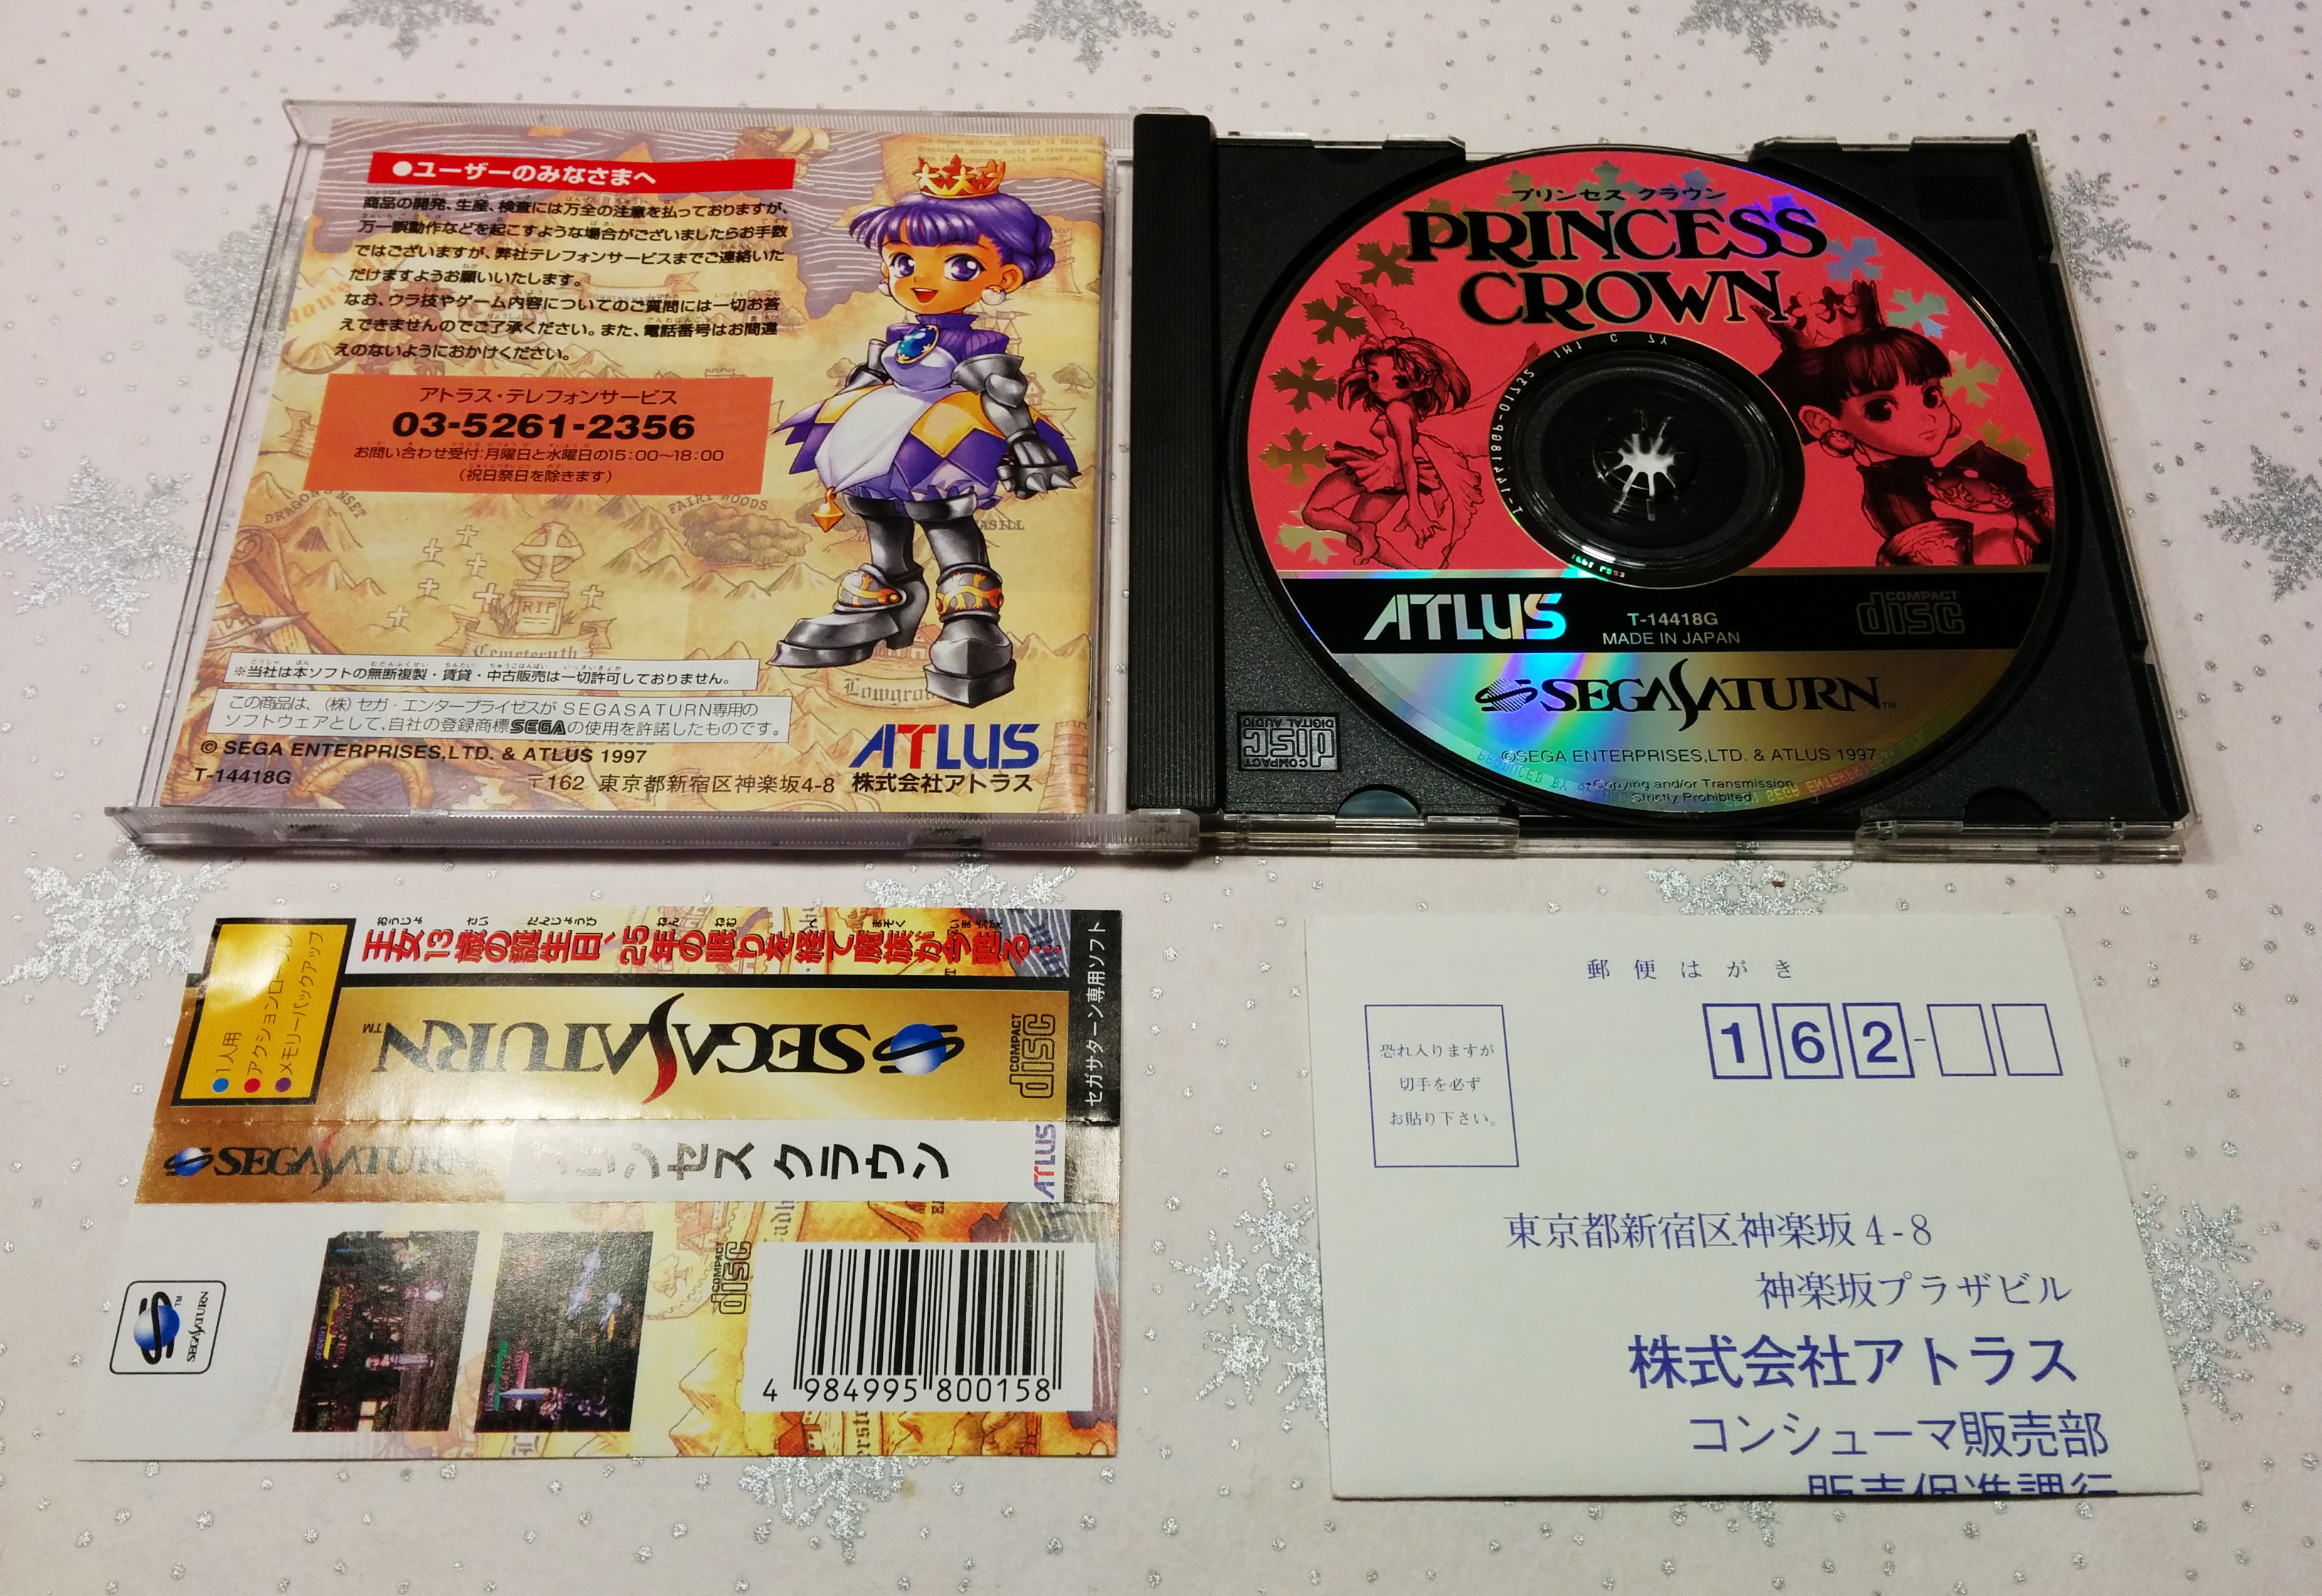 ●ユーザーのみなさまへ
商品の開発、生産、検査には万全の注意を払っておりますが、
万一誤動作などを起こすような場合がございましたらお手数
ではございますが、弊社テレフォンサービスまでご連絡いた
だけますようお願いいたします。
なお、ウラ技やゲーム内容についてのご質問には一切お答
えできませんのでご了承ください。また、電話番号はお間違
えのないようにおかけください。
アトラス・テレフォンサービス
03-5261-2356
お問い合わせ受付:月曜日と水曜日の15:00〜18:00
(祝日祭日を除きます)
FAIRY WOODS
RIP
※当社は本ソフトの無断複製・賃貸・中古販売は一切許可しておりません。
この商品は、(株)セガ・エンタープライゼスがSEGASATURN専用の
ソフトウェアとして、自社の登録商標SEGAの使用を許諾したものです。
© SEGA ENTERPRISES,LTD. & ATLUS 1997
T-14418G
〒162 東京都新宿区神楽坂4-8
ATLUS
株式会社アトラス
プリンセス クラウン
PRINCESS
CROWN
ATLUS
T-14418G
MADE IN JAPAN
COMPACT
disc
SEGASATURN™
©SEGA ENTERPRISES,LTD. & ATLUS 1997
Copying and/or Transmission
Strictly Prohibited.
COMPACT
disc
DIGITAL AUDIO
王女13歳の誕生日、25年の眠りを経て魔族が今甦る…
●1人用
●メモリーバックアップ
SEGASATURN™
COMPACT
disc
セガサターン専用ソフト
SEGASATURN
ンセス クラウン
ATLUS
SEGASATURN
COMPACT
disc
4 984995 800158
郵便はがき
162-
恐れ入りますが
切手を必ず
お貼り下さい。
東京都新宿区神楽坂4-8
神楽坂プラザビル
株式会社アトラス
コンシューマ販売部